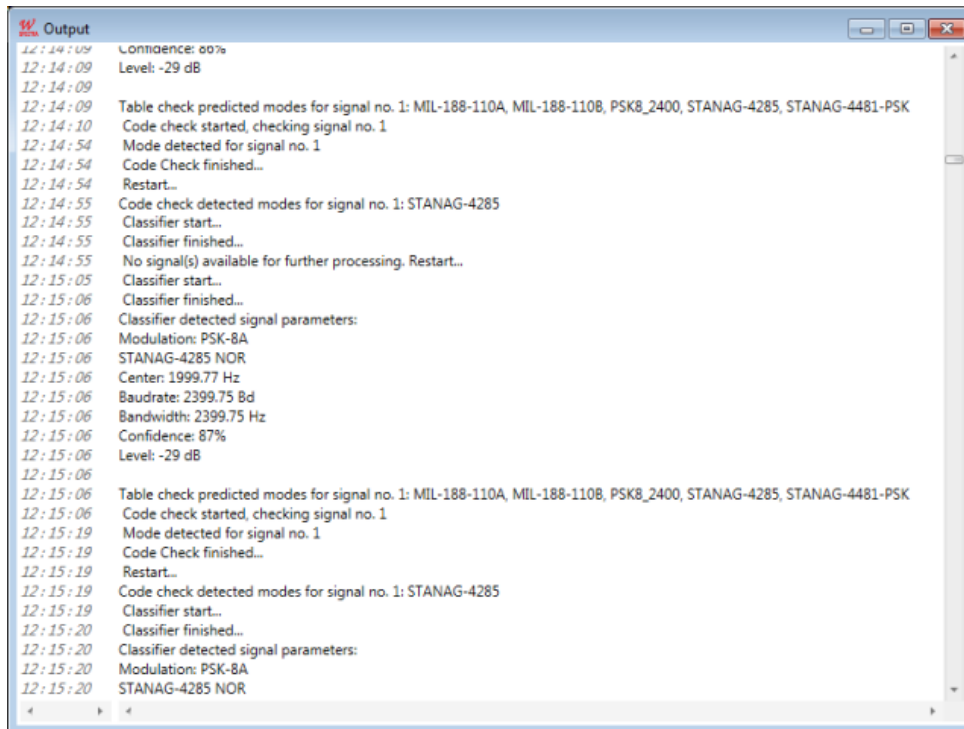 W SPECTRA Output
12:14:09 Confidence: 86%
12:14:09 Level: -29 dB
12:14:09
12:14:09 Table check predicted modes for signal no. 1: MIL-188-110A, MIL-188-110B, PSK8_2400, STANAG-4285, STANAG-4481-PSK
12:14:10 Code check started, checking signal no. 1
12:14:54 Mode detected for signal no. 1
12:14:54 Code Check finished...
12:14:54 Restart...
12:14:55 Code check detected modes for signal no. 1: STANAG-4285
12:14:55 Classifier start...
12:14:55 Classifier finished...
12:14:55 No signal(s) available for further processing. Restart...
12:15:05 Classifier start...
12:15:06 Classifier finished...
12:15:06 Classifier detected signal parameters:
12:15:06 Modulation: PSK-8A
12:15:06 STANAG-4285 NOR
12:15:06 Center: 1999.77 Hz
12:15:06 Baudrate: 2399.75 Bd
12:15:06 Bandwidth: 2399.75 Hz
12:15:06 Confidence: 87%
12:15:06 Level: -29 dB
12:15:06
12:15:06 Table check predicted modes for signal no. 1: MIL-188-110A, MIL-188-110B, PSK8_2400, STANAG-4285, STANAG-4481-PSK
12:15:06 Code check started, checking signal no. 1
12:15:19 Mode detected for signal no. 1
12:15:19 Code Check finished...
12:15:19 Restart...
12:15:19 Code check detected modes for signal no. 1: STANAG-4285
12:15:19 Classifier start...
12:15:20 Classifier finished...
12:15:20 Classifier detected signal parameters:
12:15:20 Modulation: PSK-8A
12:15:20 STANAG-4285 NOR